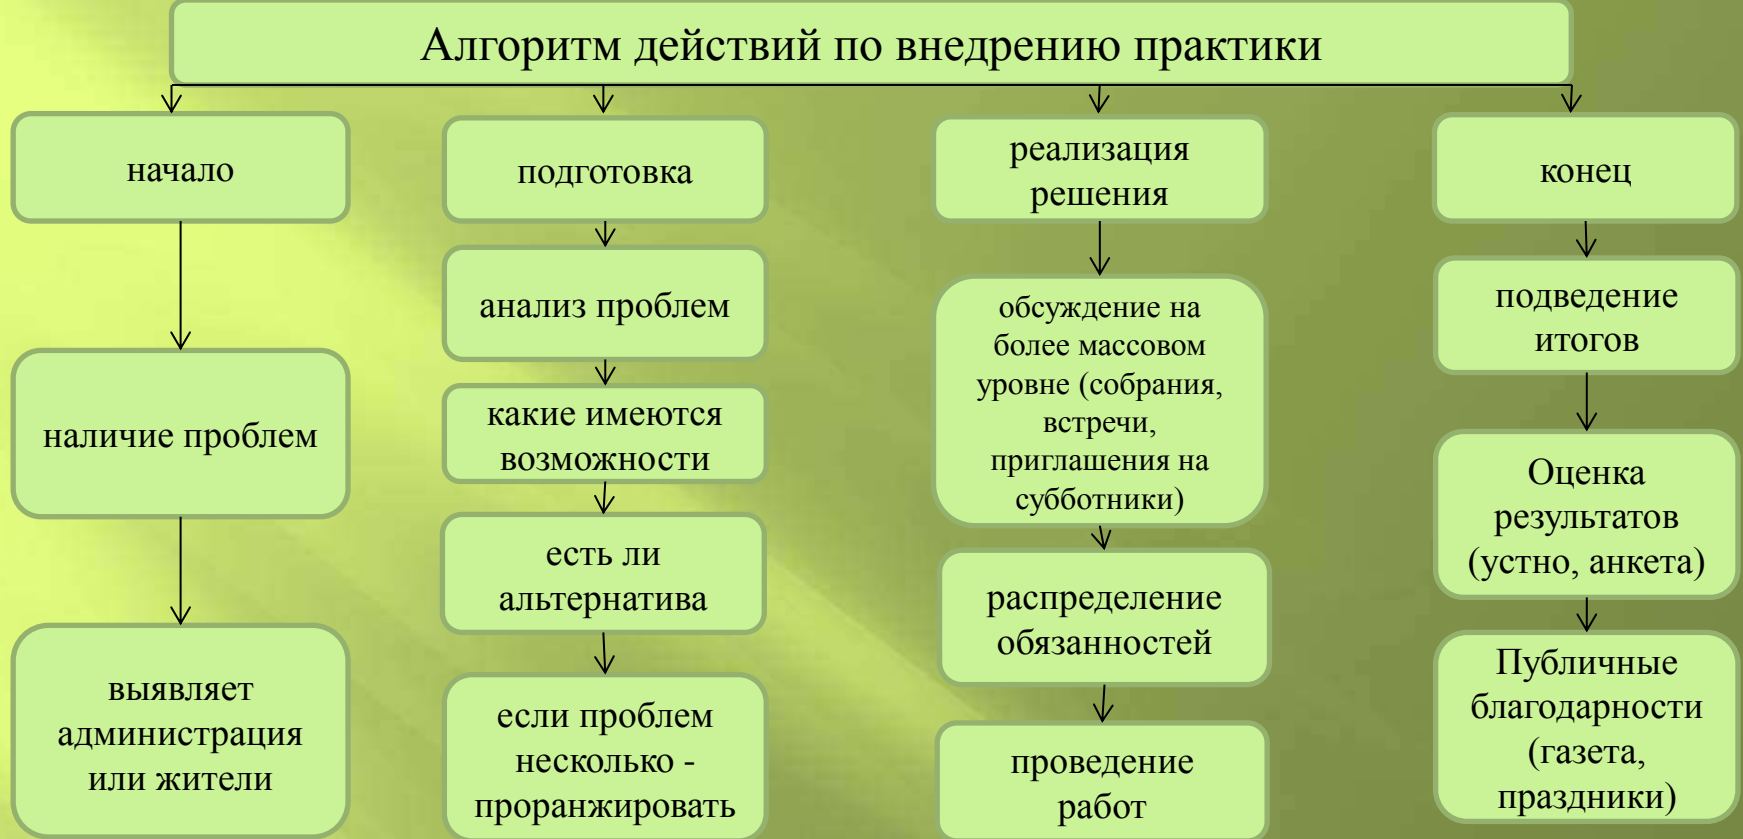 Алгоритм действий по внедрению практики
начало
наличие проблем
выявляет
администрация
или жители
подготовка
анализ проблем
какие имеются
возможности
есть ли
альтернатива
если проблем
несколько -
проранжировать
реализация
решения
обсуждение на
более массовом
уровне (собрания,
встречи,
приглашения на
субботники)
распределение
обязанностей
проведение
работ
конец
подведение
итогов
Оценка
результатов
(устно, анкета)
Публичные
благодарности
(газета,
праздники)